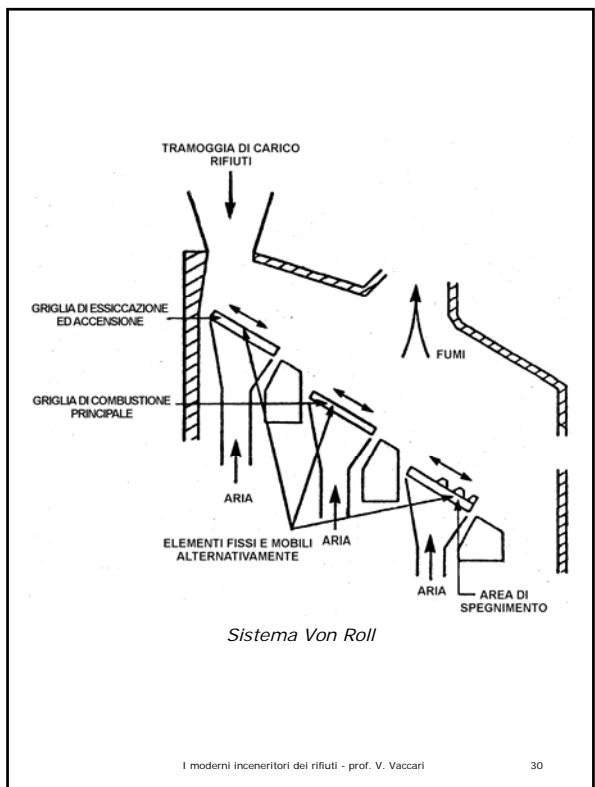 TRAMOGGIA DI CARICO
RIFIUTI
GRIGLIA DI ESSICCAZIONE
ED ACCENSIONE
FUMI
GRIGLIA DI COMBUSTIONE
PRINCIPALE
ARIA
ELEMENTI FISSI E MOBILI
ALTERNATIVAMENTE
ARIA
ARIA
AREA DI
SPEGNIMENTO
Sistema Von Roll
I moderni inceneritori dei rifiuti - prof. V. Vaccari
30